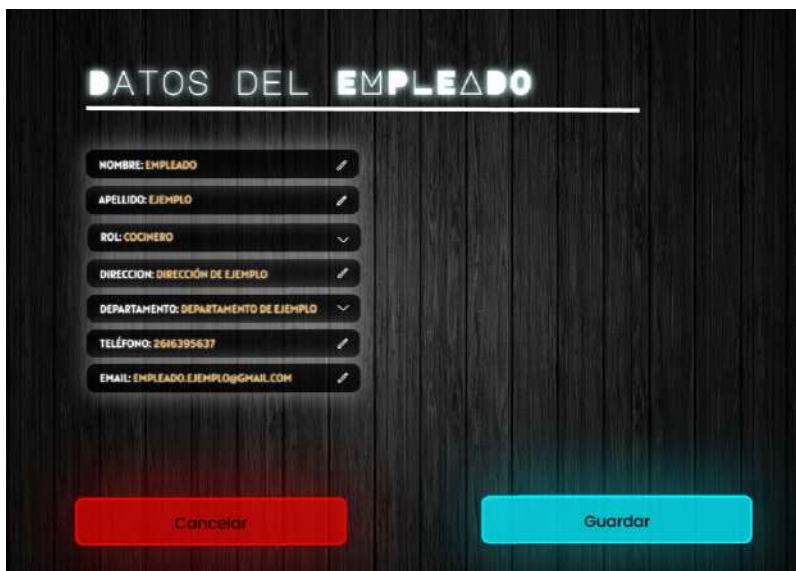 DATOS DEL EMPLEADO
NOMBRE: EMPLEADO
APELLIDO: EJEMPLO
ROL: COCINERO
DIRECCION: DIRECCIÓN DE EJEMPLO
DEPARTAMENTO: DEPARTAMENTO DE EJEMPLO
TELÉFONO: 2616395637
EMAIL: EMPLEADO.EJEMPLO@GMAIL.COM
Cancelar
Guardar